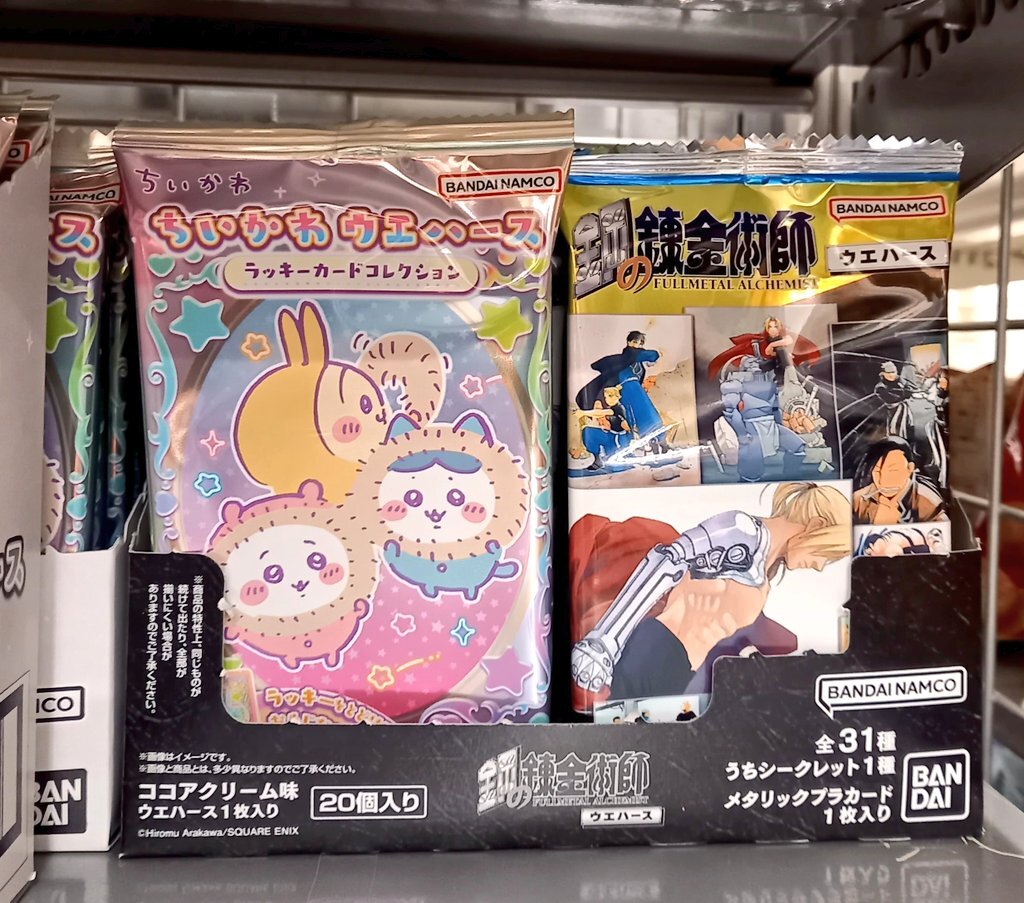 BANDAI NAMCO
ス
ちいかわ
BANDAI NAMCO
ちいかわ ウエハース
ラッキーカードコレクション
BANDAI NAMCO
鋼の錬金術師
FULLMETAL ALCHEMIST
ウエハース
※商品の特性上、同じものが
続けて出たり、全部が
揃いにくい場合が
ありますのでご了承ください。
ース
ICO
BAN
DAI
BANDAI NAMCO
※画像はイメージです。
※画像と商品とは、多少異なりますのでご了承ください。
ココアクリーム味
ウエハース1枚入り
20個入り
©Hiromu Arakawa/SQUARE ENIX
鋼の錬金術師
FULLMETAL ALCHEMIST
ウエハース
全31種
うちシークレット1種
メタリックプラカード
1枚入り
BAN
DAI